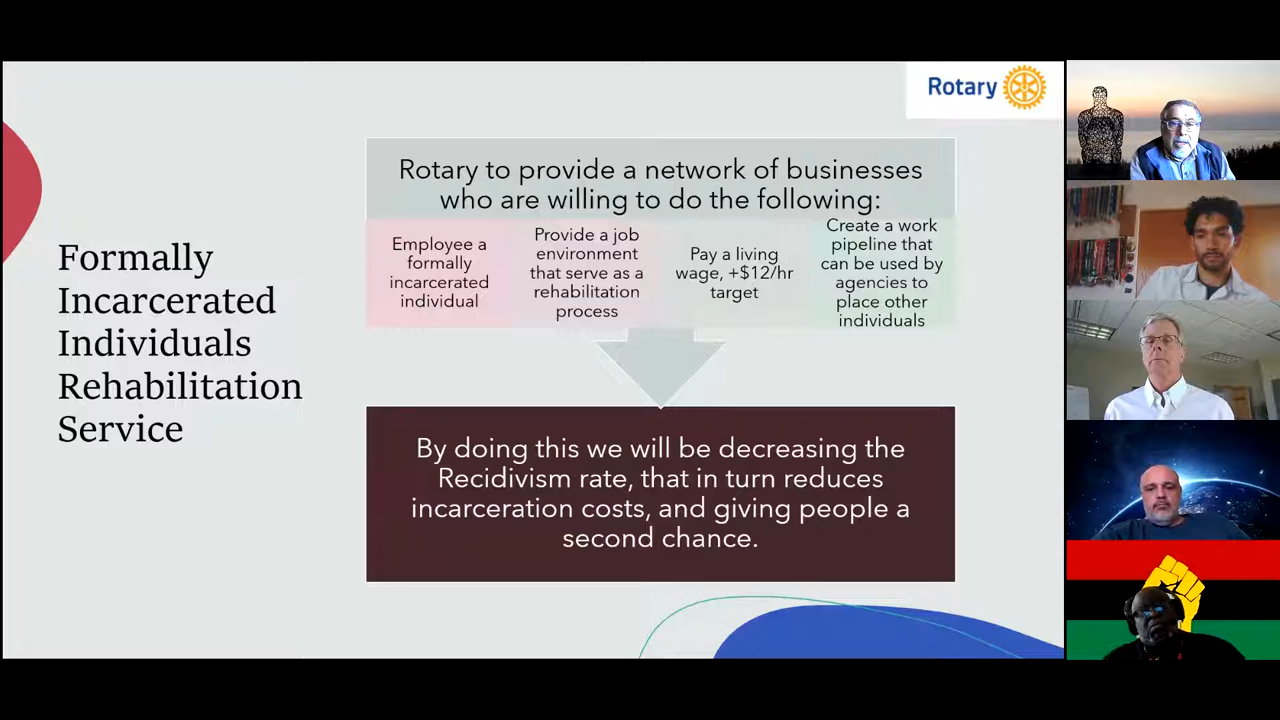 Rotary
Formally
Incarcerated
Individuals
Rehabilitation
Service
Rotary to provide a network of businesses
who are willing to do the following:
Employee a
formally
incarcerated
individual
Provide a job
environment
that serve as a
rehabilitation
process
Pay a living
wage, +$12/hr
target
Create a work
pipeline that
can be used by
agencies to
place other
individuals
By doing this we will be decreasing the
Recidivism rate, that in turn reduces
incarceration costs, and giving people a
second chance.